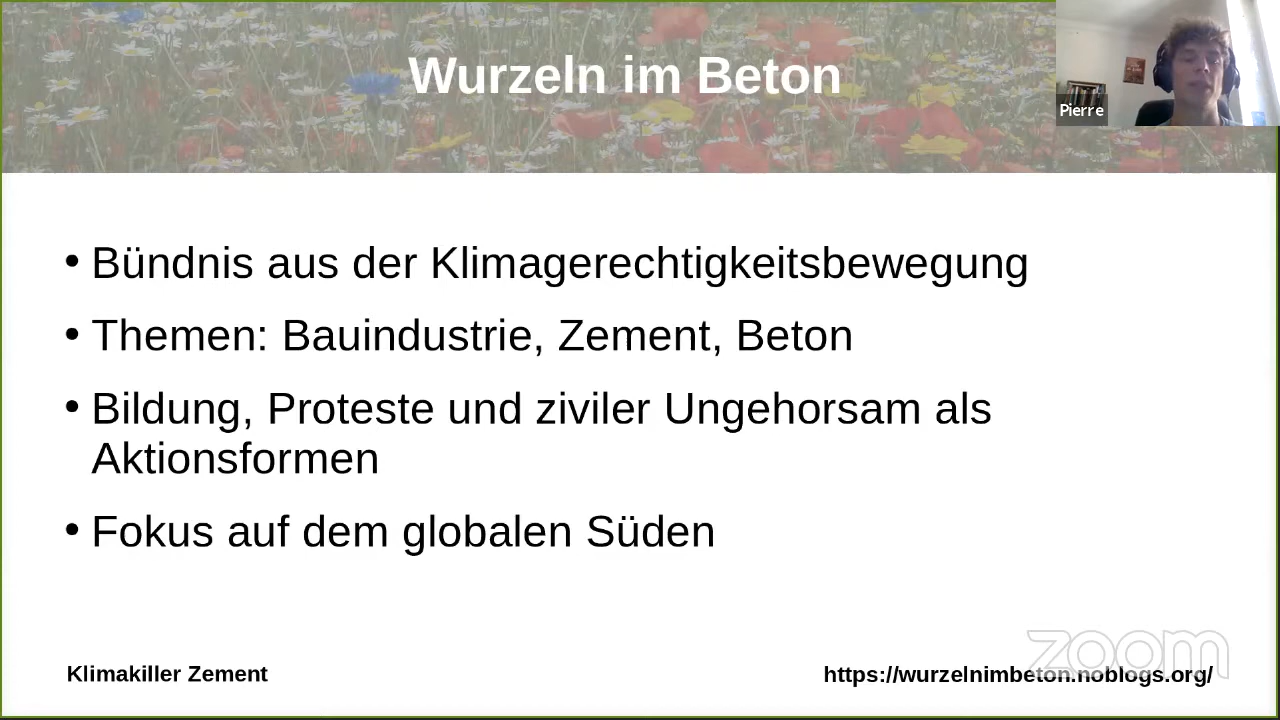 Wurzeln im Beton
Pierre
• Bündnis aus der Klimagerechtigkeitsbewegung
• Themen: Bauindustrie, Zement, Beton
• Bildung, Proteste und ziviler Ungehorsam als
Aktionsformen
• Fokus auf dem globalen Süden
zoom
Klimakiller Zement
https://wurzelnimbeton.noblogs.org/